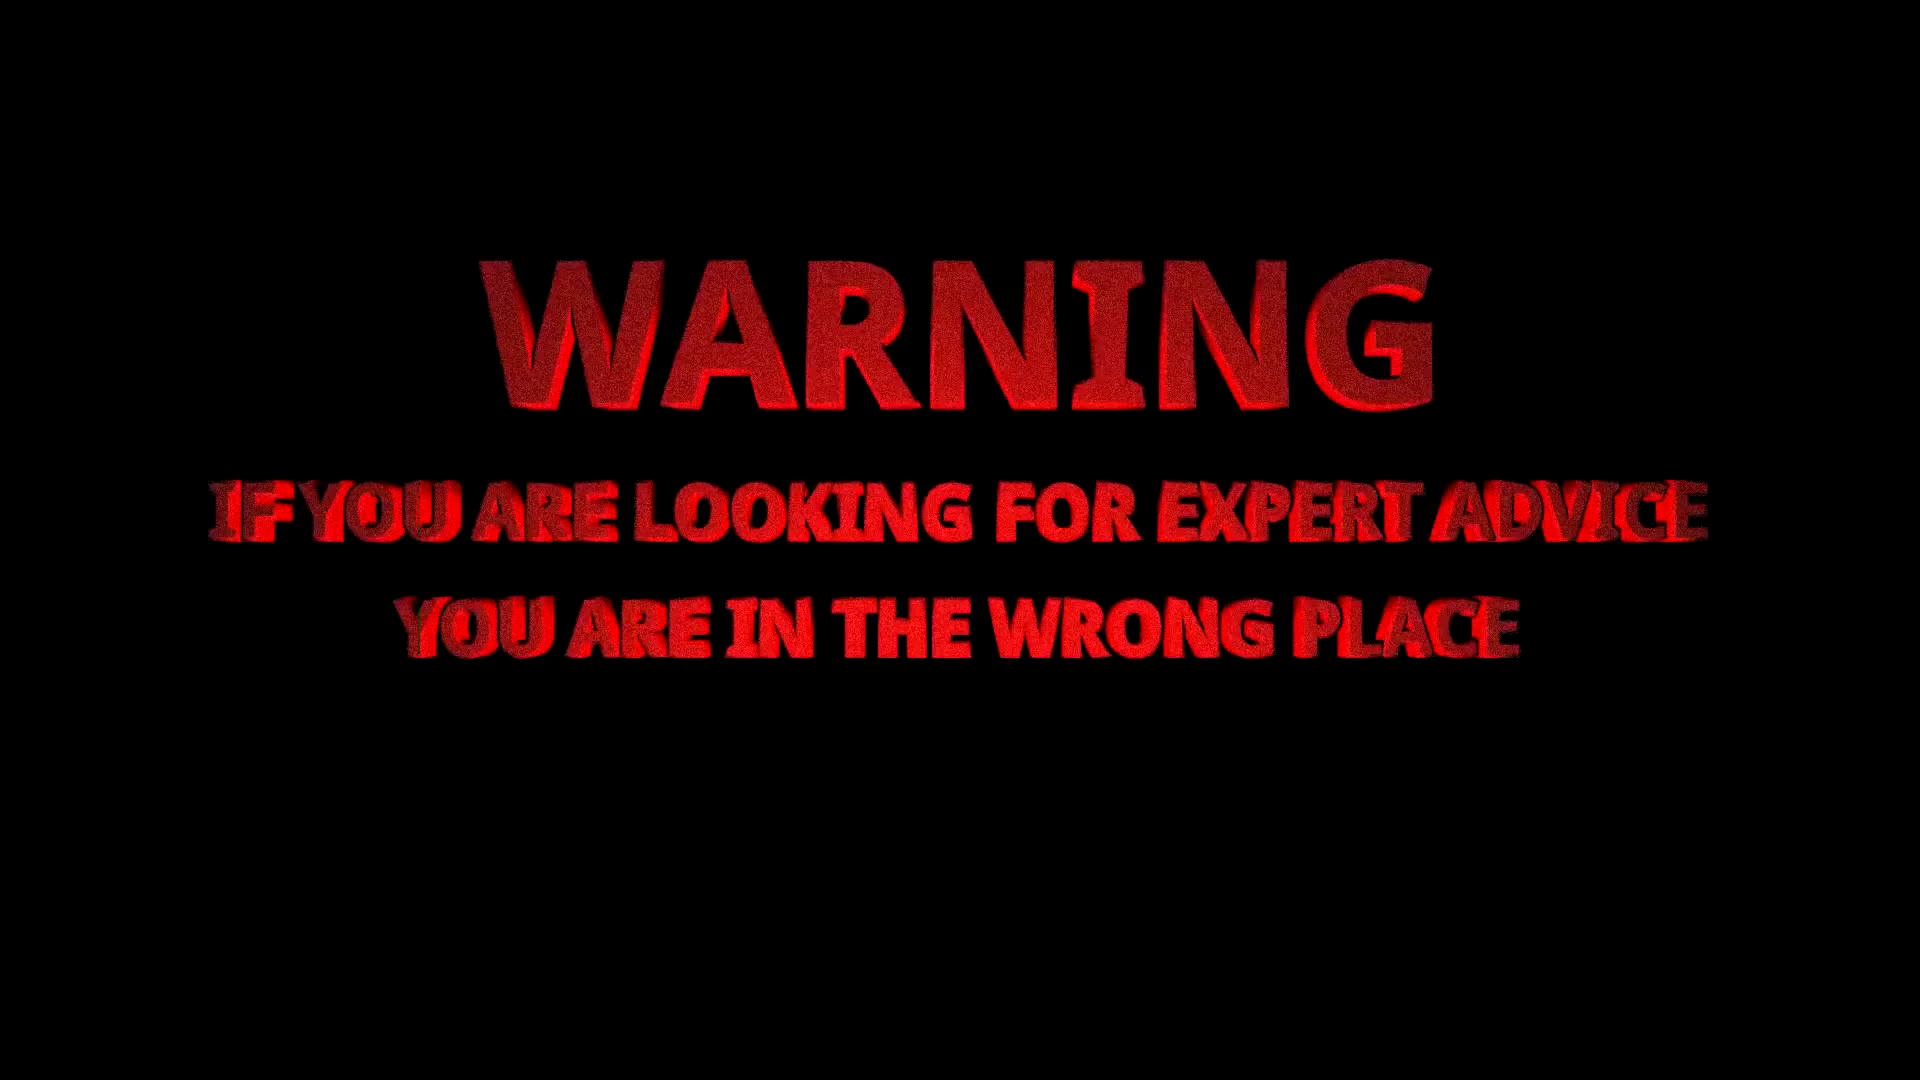 WARNING
IF YOU ARE LOOKING FOR EXPERT ADVICE
YOU ARE IN THE WRONG PLACE